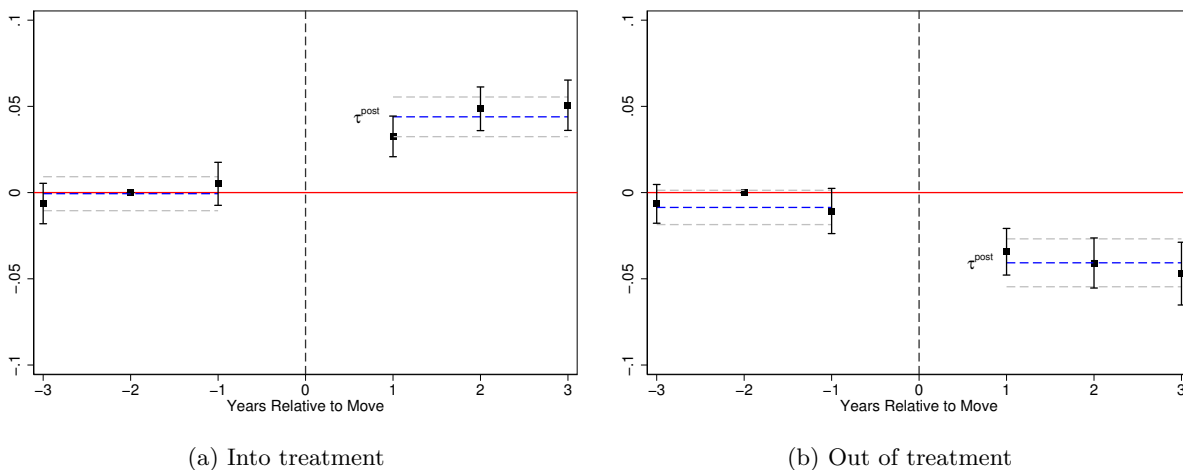 .1
.05
0
-.05
-.1
τpost
-3 -2 -1 0 1 2 3
Years Relative to Move
(a) Into treatment
.1
.05
0
-.05
-.1
τpost
-3 -2 -1 0 1 2 3
Years Relative to Move
(b) Out of treatment